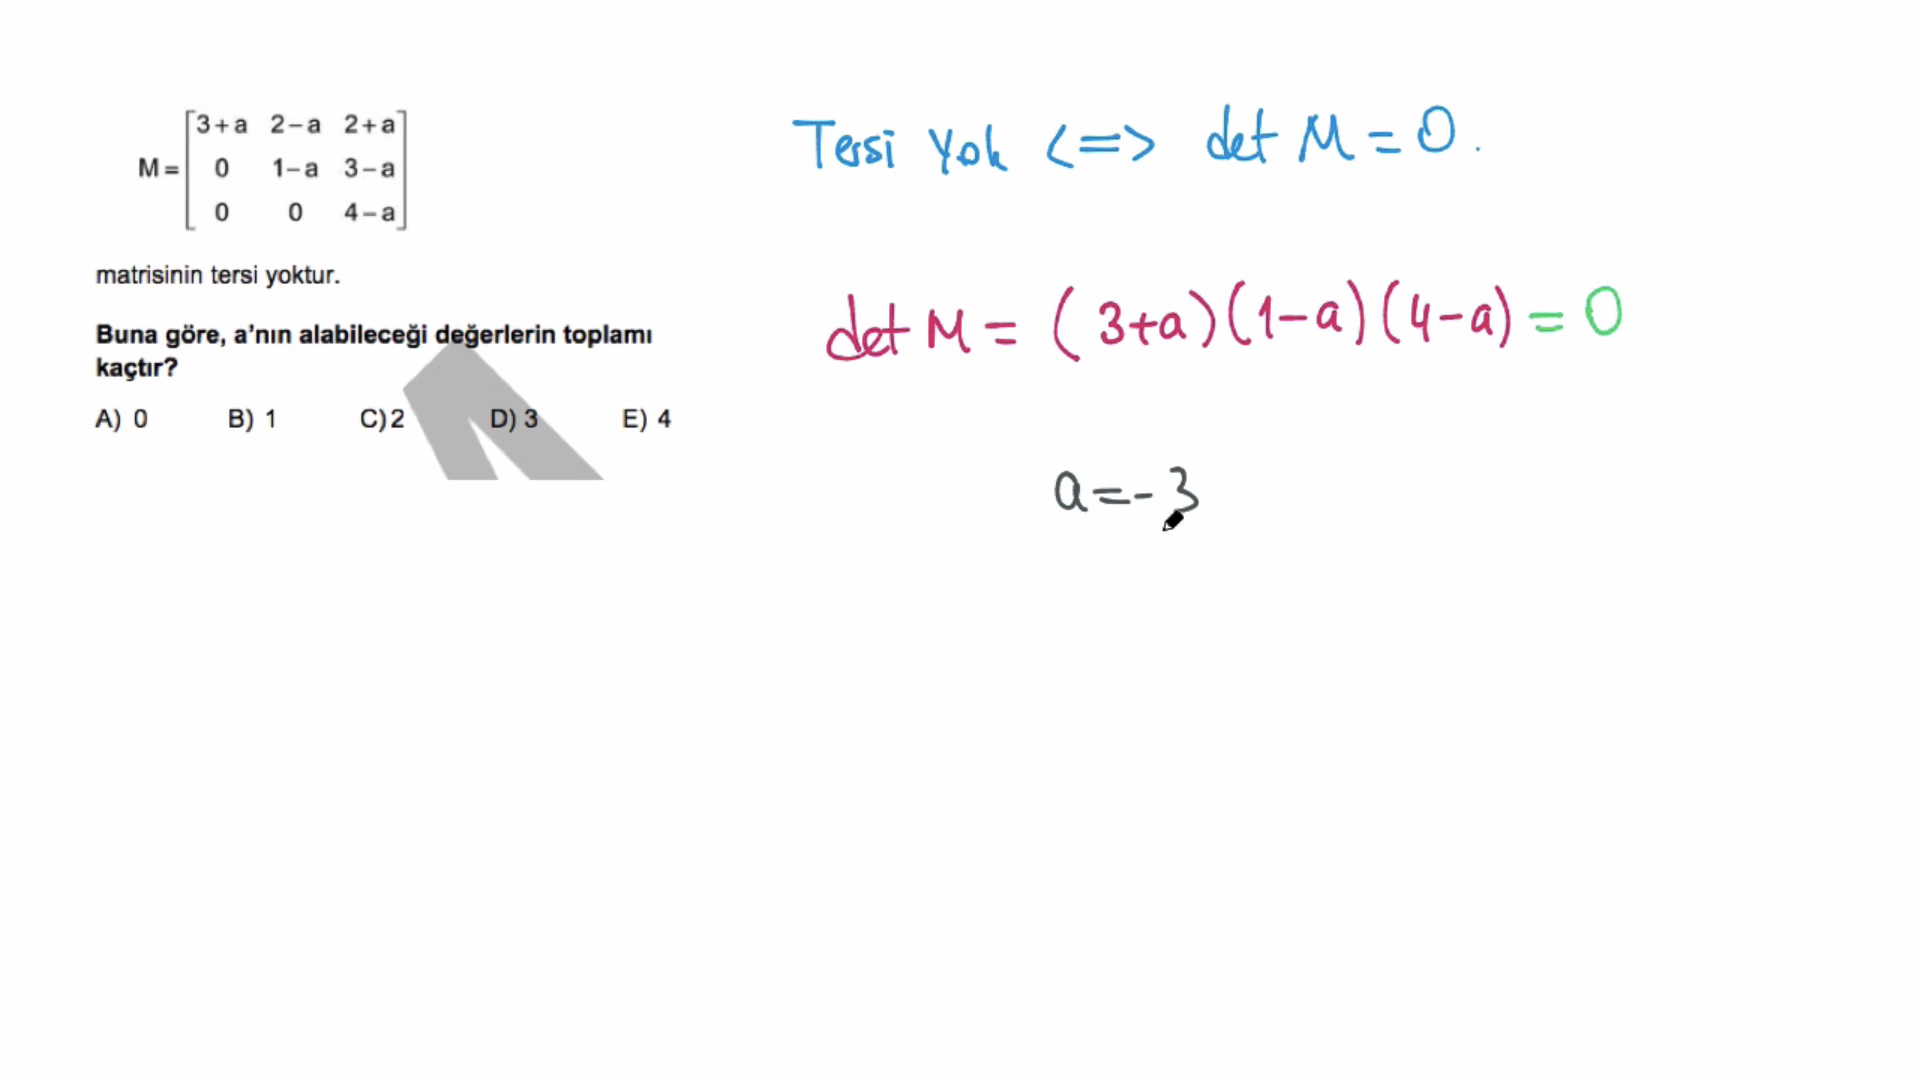 M = [3+a 2−a 2+a
0 1−a 3−a
0 0 4−a]
matrisinin tersi yoktur.
Buna göre, a’nın alabileceği değerlerin toplamı
kaçtır?
A) 0 B) 1 C) 2 D) 3 E) 4
Tersi Yok <=> det M = 0.
det M = (3+a)(1-a)(4-a) = 0
a=-3